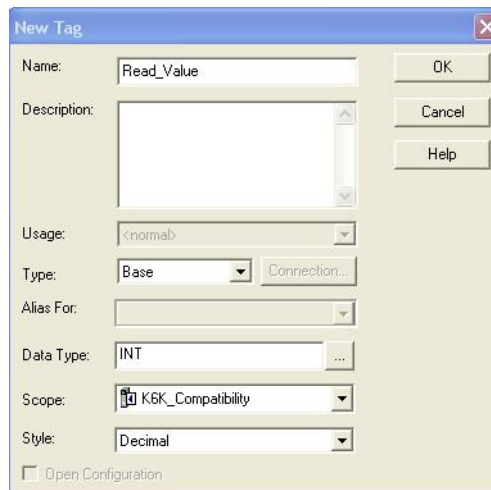 New Tag
Name: Read_Value OK
Description: Cancel
Help
Usage: <normal>
Type: Base Connection...
Alias For:
Data Type: INT ...
Scope: K6K_Compatibility
Style: Decimal
Open Configuration